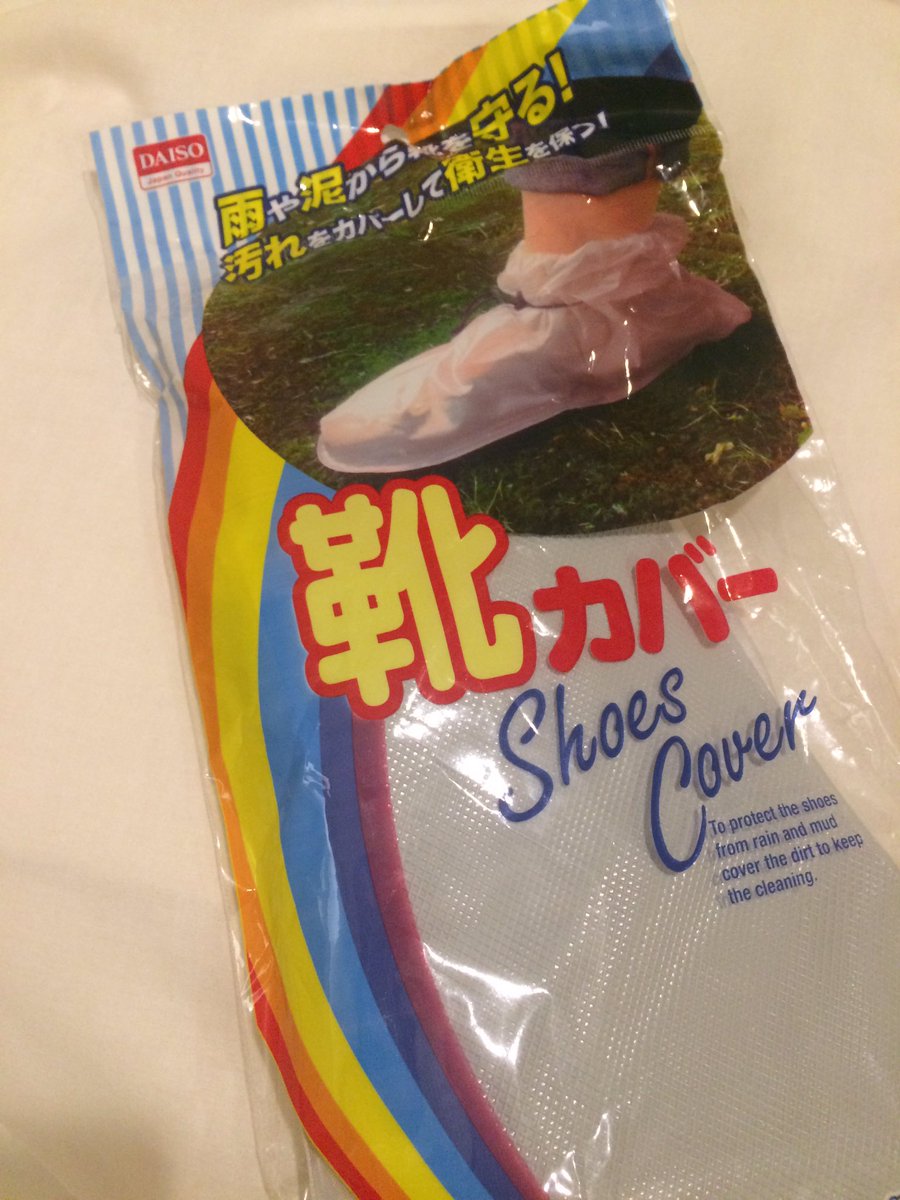 DAISO
Japan Quality
雨や泥から靴を守る!
汚れをカバーして衛生を保つ!
靴カバー
Shoes
Cover
To protect the shoes
from rain and mud
cover the dirt to keep
the cleaning.